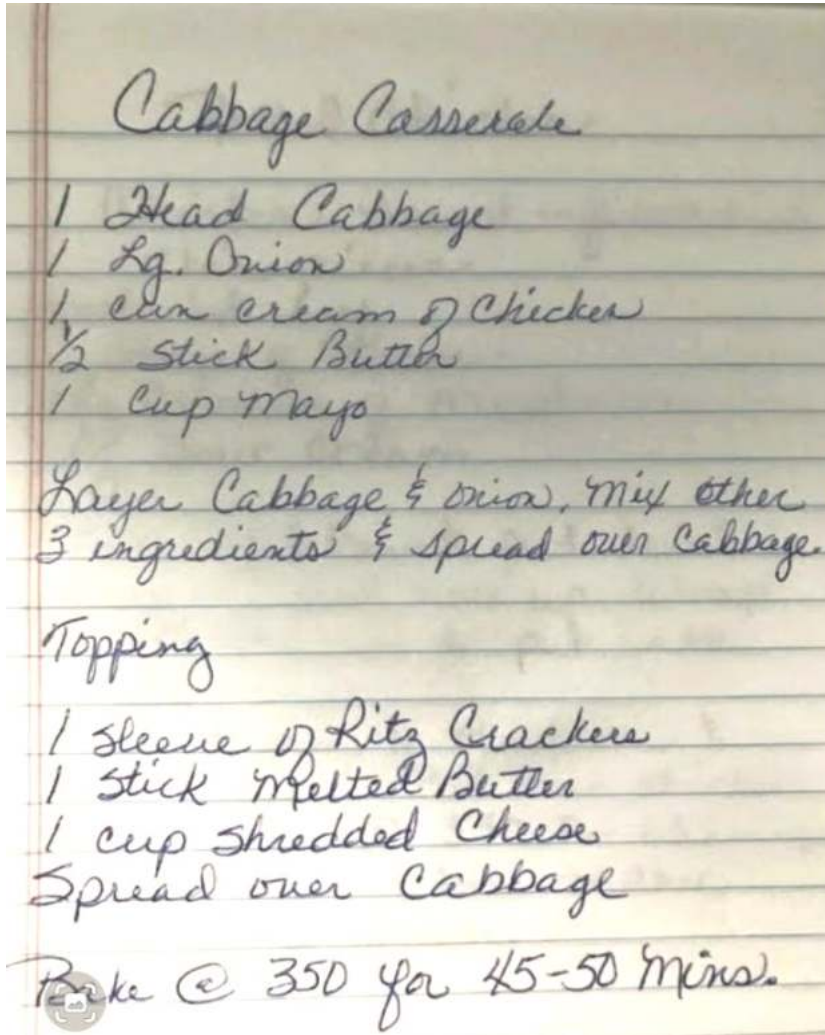 Cabbage Casserole
1 Head Cabbage
1 Lg. Onion
1 can cream of Chicken
1/2 Stick Butter
1 Cup Mayo
Layer Cabbage & onion, Mix other
3 ingredients & spread over Cabbage.
Topping
1 Sleeve of Ritz Crackers
1 Stick Melted Butter
1 cup Shredded Cheese
Spread over Cabbage
Bake @ 350 for 45-50 Mins.